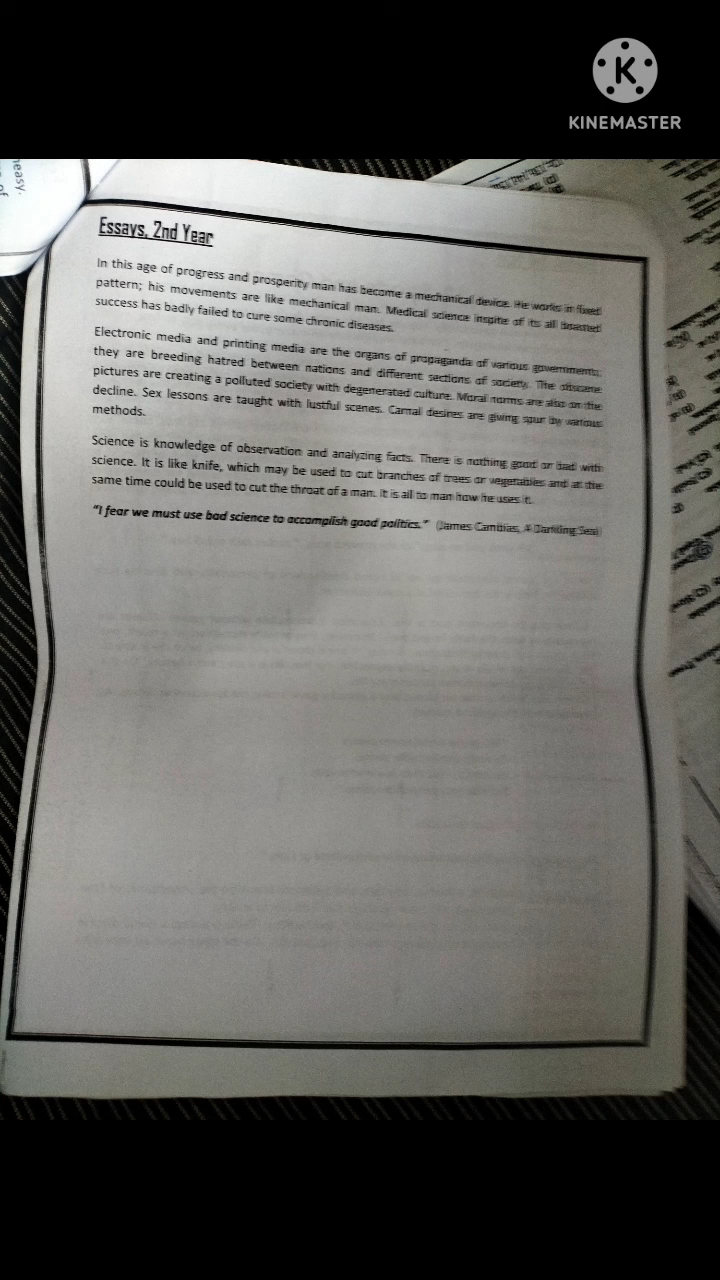 KINEMASTER
easy.
of
Essays, 2nd Year
In this age of progress and prosperity man has become a mechanical device. He works in fixed
pattern; his movements are like mechanical man. Medical science inspite of its all boasted
success has badly failed to cure some chronic diseases.
Electronic media and printing media are the organs of propaganda of various governments;
they are breeding hatred between nations and different sections of society. The obscene
pictures are creating a polluted society with degenerated culture. Moral norms are also on the
decline. Sex lessons are taught with lustful scenes. Carnal desires are giving spur by various
methods.
Science is knowledge of observation and analyzing facts. There is nothing good or bad with
science. It is like knife, which may be used to cut branches of trees or vegetables and at the
same time could be used to cut the throat of a man. It is all to man how he uses it.
"I fear we must use bad science to accomplish good politics." (James Cambias, A Darkling Sea)